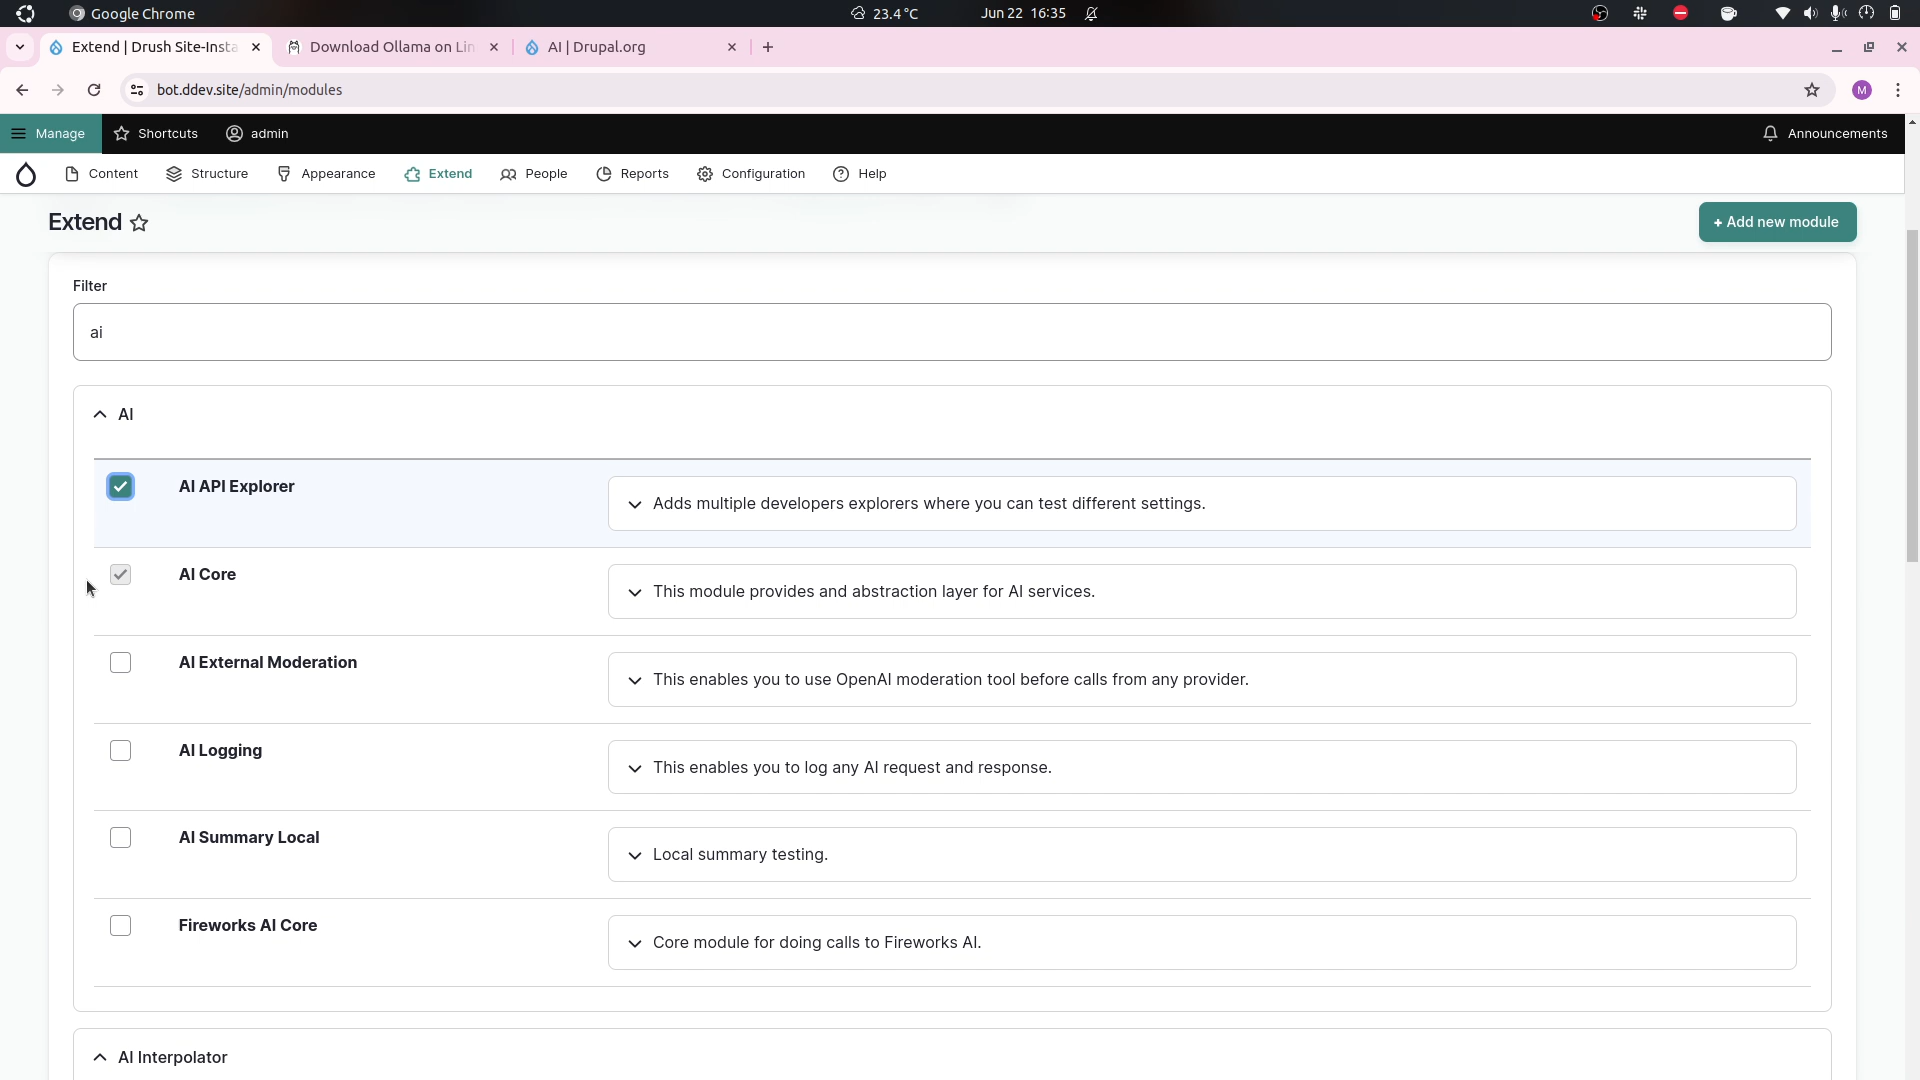 Google Chrome
23.4 °C
Jun 22 16:35
Extend | Drush Site-Insta
Download Ollama on Lin
AI | Drupal.org
bot.ddev.site/admin/modules
M
Manage
Shortcuts
admin
Announcements
Content
Structure
Appearance
Extend
People
Reports
Configuration
Help
Extend
+ Add new module
Filter
ai
AI
AI API Explorer
Adds multiple developers explorers where you can test different settings.
AI Core
This module provides and abstraction layer for AI services.
AI External Moderation
This enables you to use OpenAI moderation tool before calls from any provider.
AI Logging
This enables you to log any AI request and response.
AI Summary Local
Local summary testing.
Fireworks AI Core
Core module for doing calls to Fireworks AI.
AI Interpolator